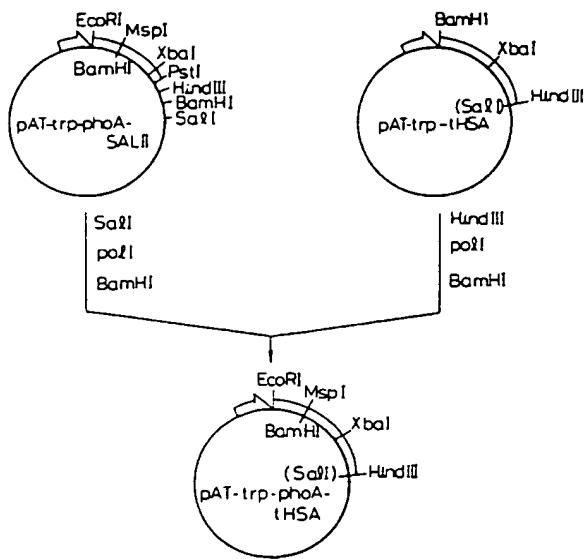 EcoRI
MspI
XbaI
PstI
BamHI
HindIII
BamHI
SalI
pAT-trp-phoA-
SALII
BamHI
XbaI
(SalI)
HindIII
pAT-trp-tHSA
SalI
polI
BamHI
HindIII
polI
BamHI
EcoRI
MspI
BamHI
XbaI
(SalI)
HindIII
pAT-trp-phoA-
tHSA